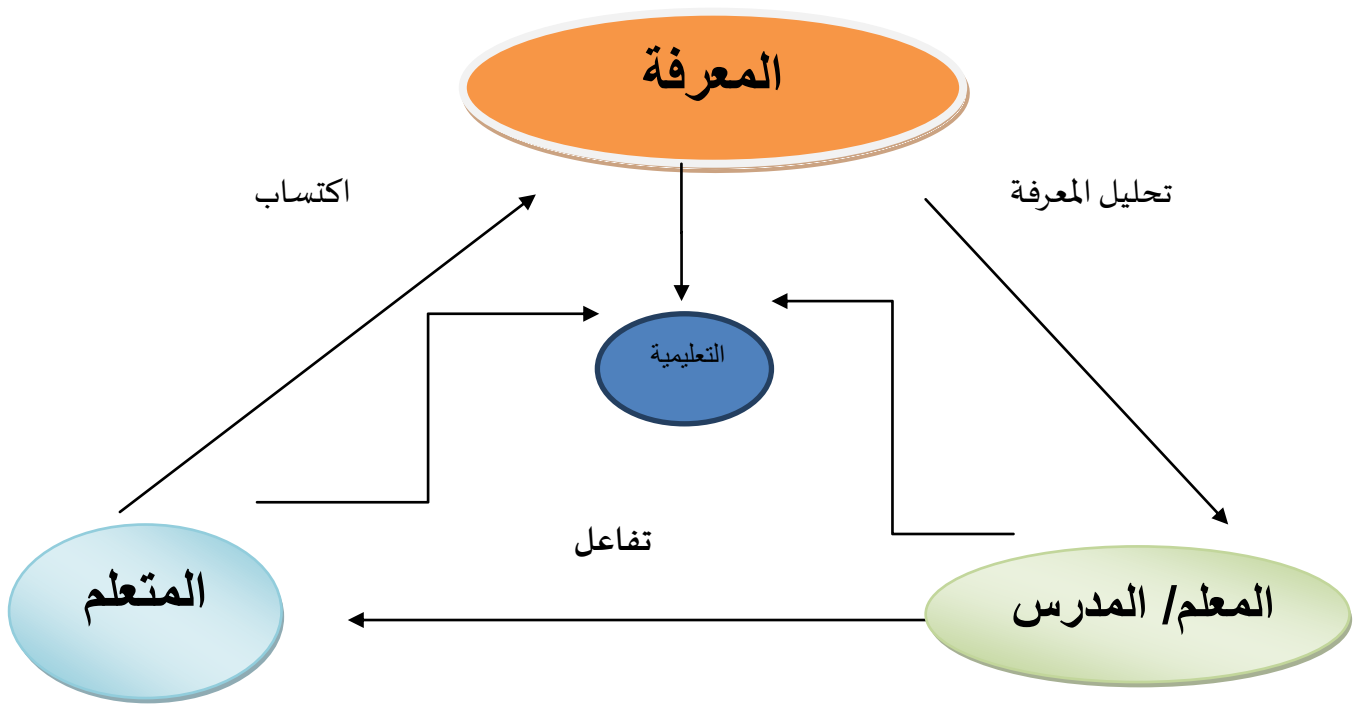 المعرفة
تحليل المعرفة
اكتساب
التعليمية
تفاعل
المعلم/ المدرس
المتعلم